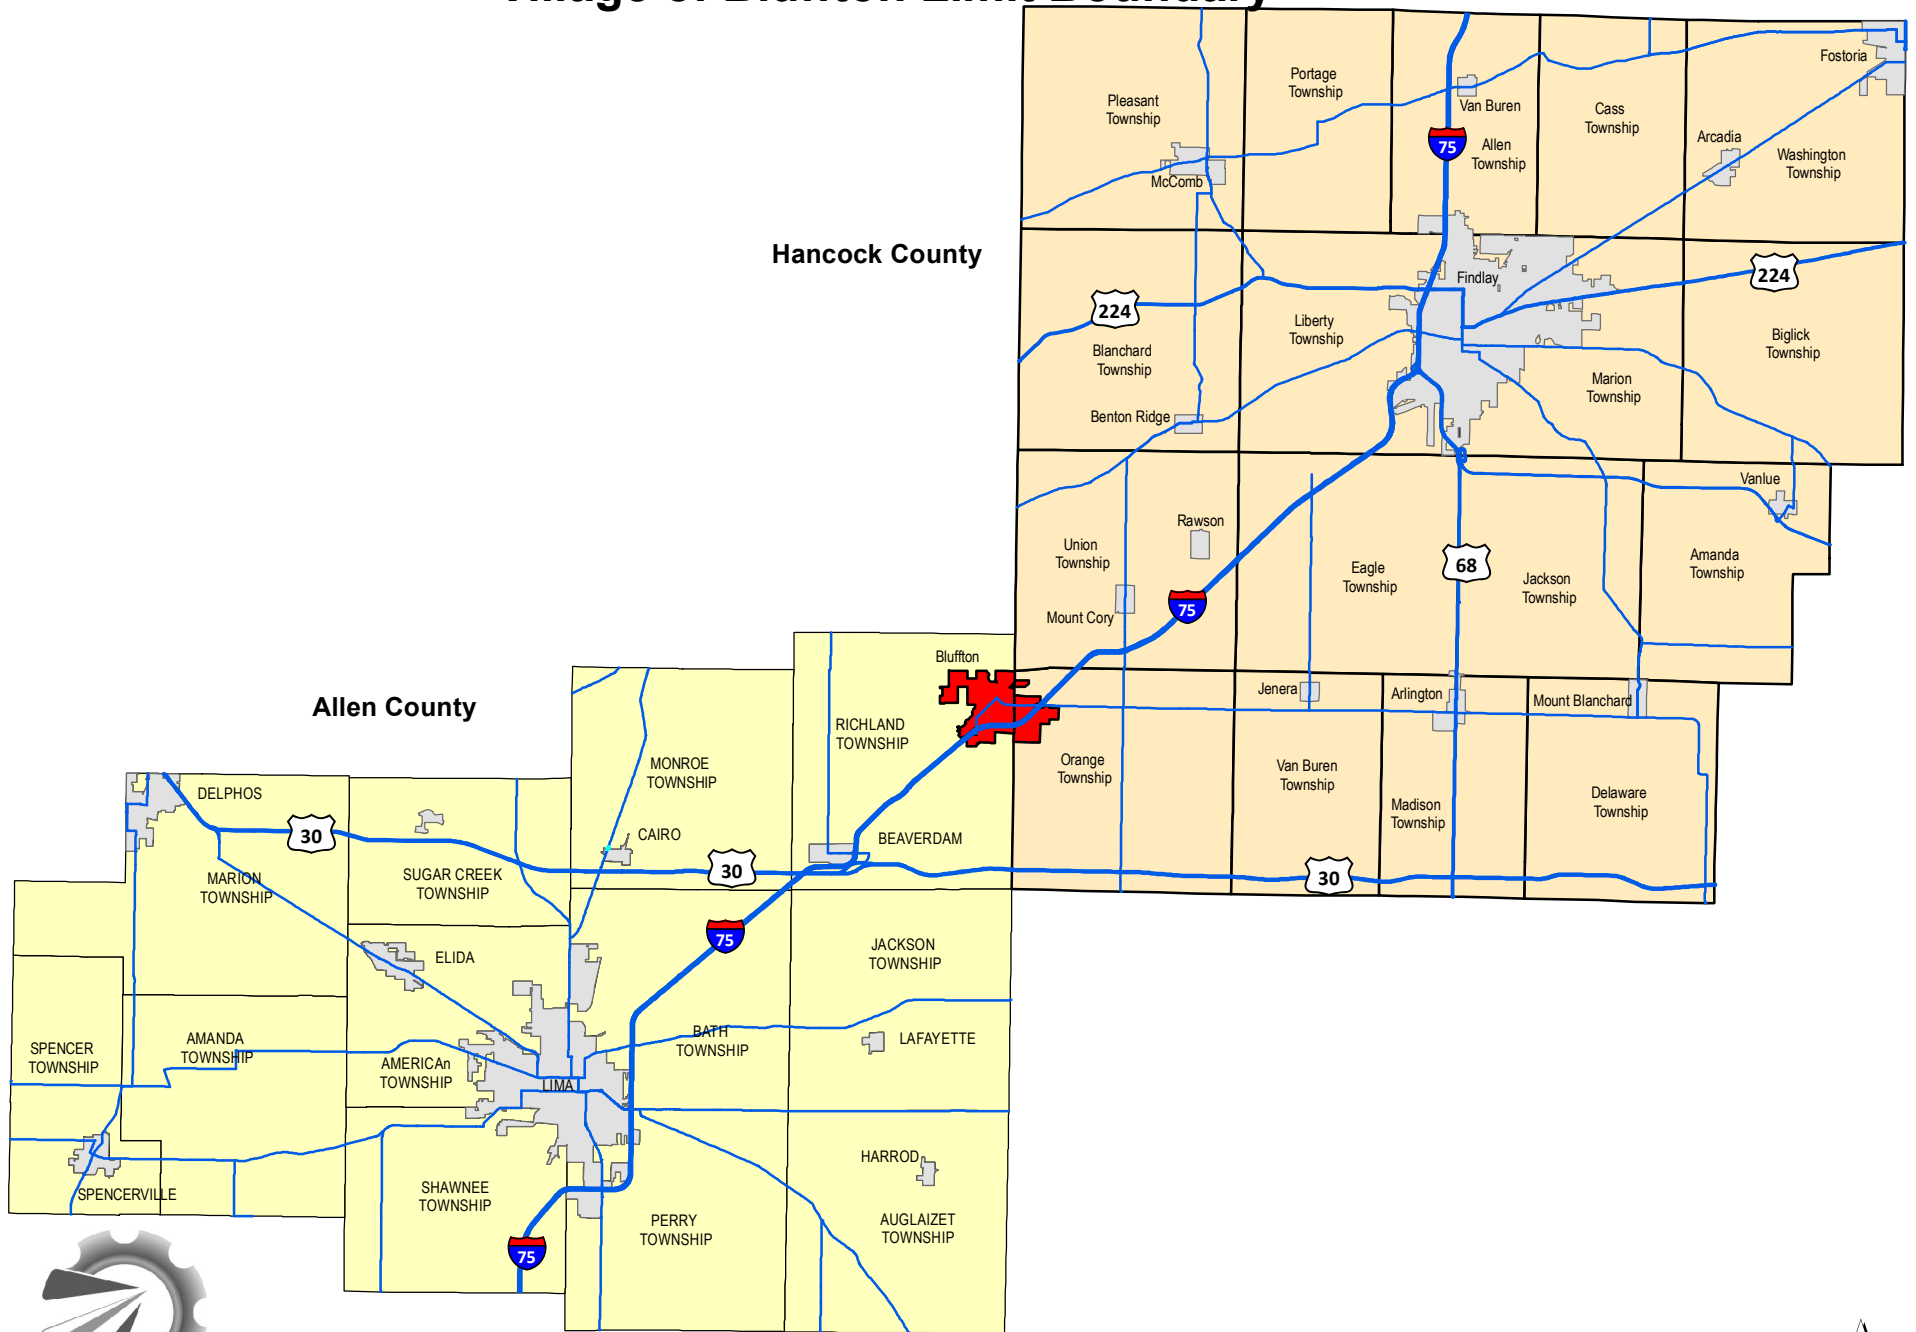 Village of Bluffton Limit Boundary
Fostoria
Portage
Township
Pleasant
Township
Van Buren
Cass
Township
Arcadia
75
Allen
Township
Washington
Township
McComb
Hancock County
Findlay
224
224
Liberty
Township
Biglick
Township
Blanchard
Township
Marion
Township
Benton Ridge
Vanlue
Rawson
Union
Township
Eagle
Township
68
Jackson
Township
Amanda
Township
75
Mount Cory
Bluffton
Jenera
Arlington
Mount Blanchard
Allen County
RICHLAND
TOWNSHIP
MONROE
TOWNSHIP
Orange
Township
Van Buren
Township
Madison
Township
Delaware
Township
DELPHOS
30
CAIRO
BEAVERDAM
30
30
MARION
TOWNSHIP
SUGAR CREEK
TOWNSHIP
75
ELIDA
JACKSON
TOWNSHIP
SPENCER
TOWNSHIP
AMANDA
TOWNSHIP
AMERICAn
TOWNSHIP
BATH
TOWNSHIP
LAFAYETTE
LIMA
HARROD
SPENCERVILLE
SHAWNEE
TOWNSHIP
PERRY
TOWNSHIP
AUGLAIZET
TOWNSHIP
75